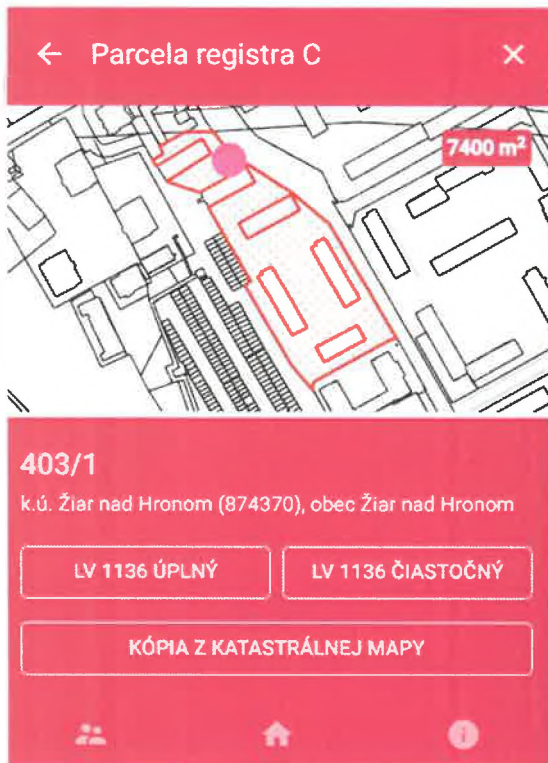 Parcela registra C
7400 m²
403/1
k.ú. Žiar nad Hronom (874370), obec Žiar nad Hronom
LV 1136 ÚPLNÝ
LV 1136 ČIASTOČNÝ
KÓPIA Z KATASTRÁLNEJ MAPY